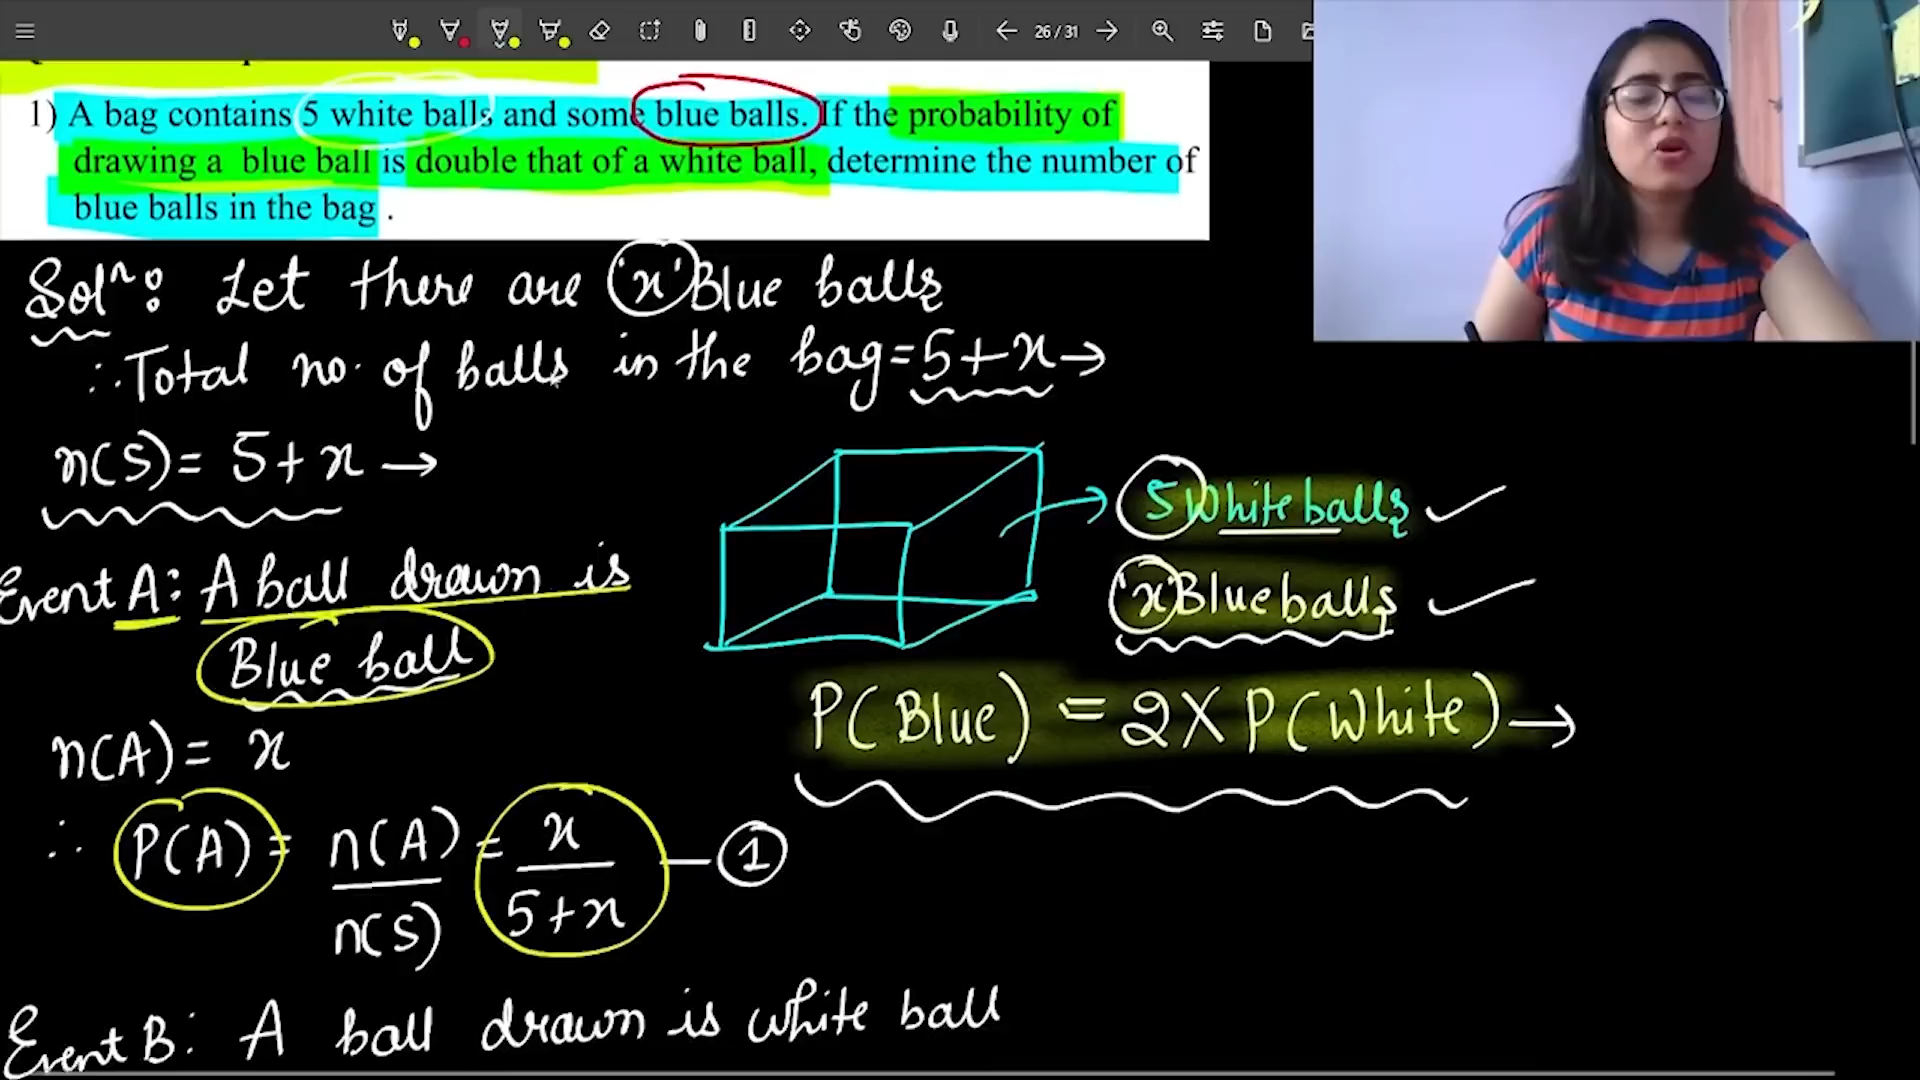 26/31
1) A bag contains 5 white balls and some blue balls. If the probability of
drawing a blue ball is double that of a white ball, determine the number of
blue balls in the bag .
Solⁿ: Let there are 'x' Blue balls
∴ Total no. of balls in the bag = 5+x →
n(S) = 5+x →
5 White balls ✓
'x' Blue balls ✓
Event A: A ball drawn is
Blue ball
P(Blue) = 2 X P(White) →
n(A) = x
∴ P(A) = n(A)/n(S) = x/5+x — 1
Event B: A ball drawn is white ball